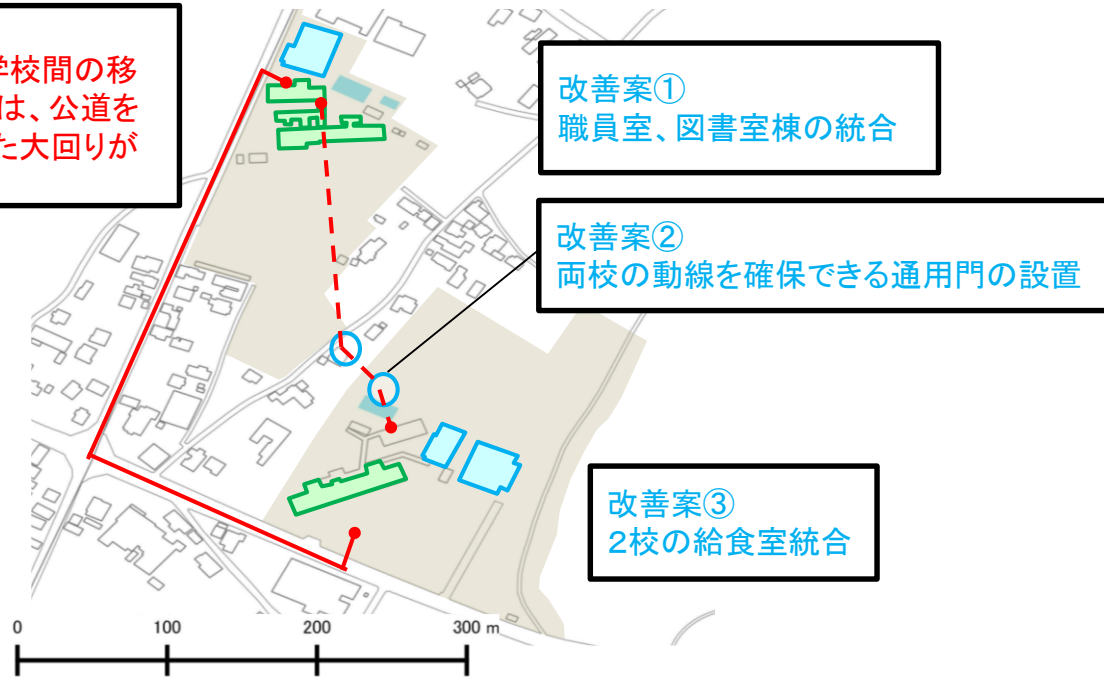 学校間の移
は、公道を
た大回りが
改善案①
職員室、図書室棟の統合
改善案②
両校の動線を確保できる通用門の設置
改善案③
２校の給食室統合
0 100 200 300 m